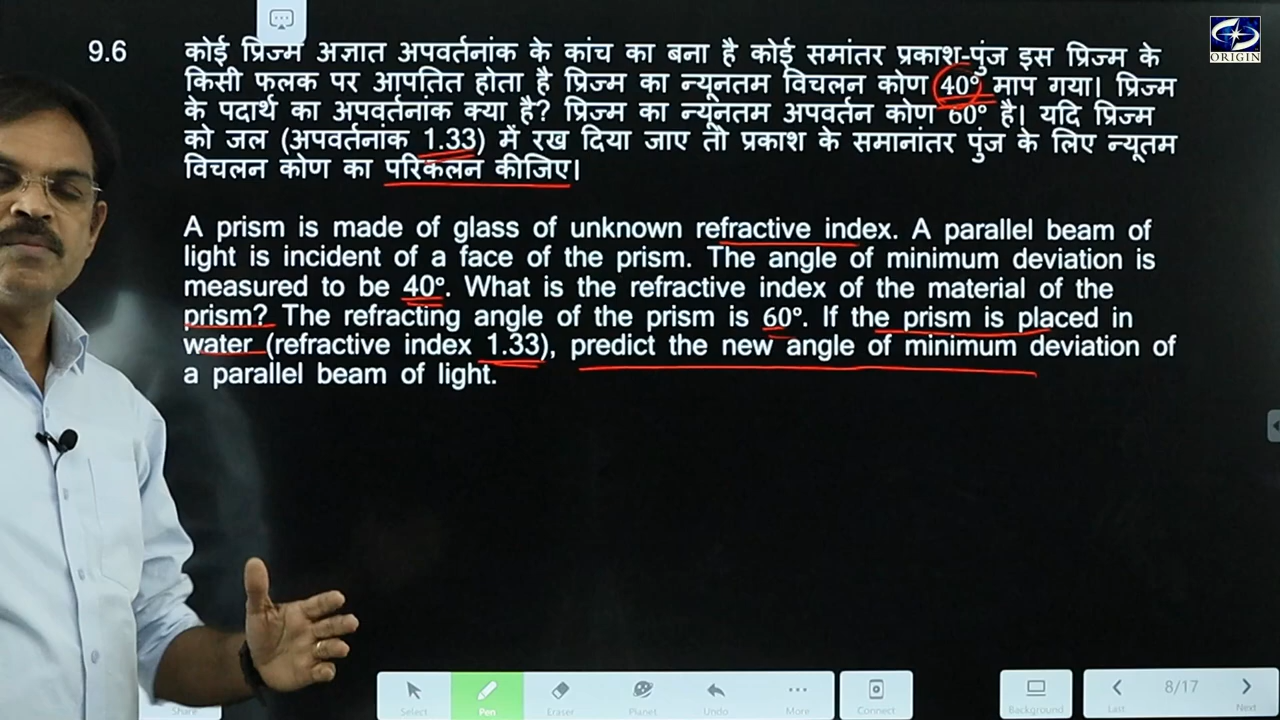 ORIGIN
9.6 कोई प्रिज्म अज्ञात अपवर्तनांक के कांच का बना है कोई समांतर प्रकाश-पुंज इस प्रिज्म के
किसी फलक पर आपतित होता है प्रिज्म का न्यूनतम विचलन कोण 40° माप गया। प्रिज्म
के पदार्थ का अपवर्तनांक क्या है? प्रिज्म का न्यूनतम अपवर्तन कोण 60° है। यदि प्रिज्म
को जल (अपवर्तनांक 1.33) में रख दिया जाए तो प्रकाश के समानांतर पुंज के लिए न्यूतम
विचलन कोण का परिकलन कीजिए।
A prism is made of glass of unknown refractive index. A parallel beam of
light is incident of a face of the prism. The angle of minimum deviation is
measured to be 40°. What is the refractive index of the material of the
prism? The refracting angle of the prism is 60°. If the prism is placed in
water (refractive index 1.33), predict the new angle of minimum deviation of
a parallel beam of light.
Share Select Pen Eraser Planet Undo More Connect Background Last 8/17 Next